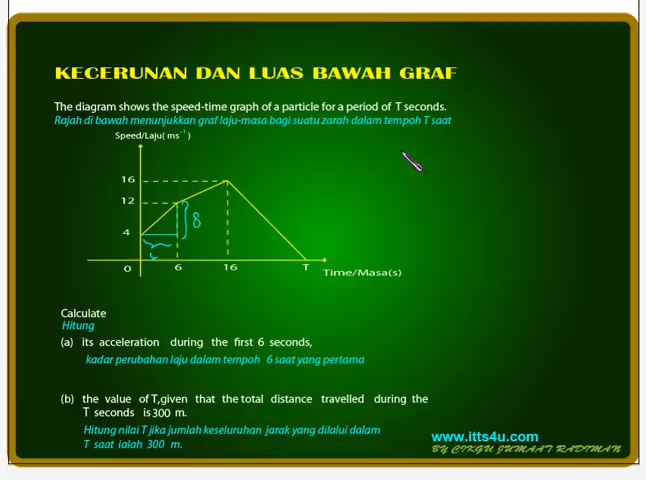 KECERUNAN DAN LUAS BAWAH GRAF
The diagram shows the speed-time graph of a particle for a period of T seconds.
Rajah di bawah menunjukkan graf laju-masa bagi suatu zarah dalam tempoh T saat
Speed/Laju( ms⁻¹ )
16
12
8
4
0 6 16 T Time/Masa(s)
Calculate
Hitung
(a) its acceleration during the first 6 seconds,
kadar perubahan laju dalam tempoh 6 saat yang pertama
(b) the value of T,given that the total distance travelled during the
T seconds is 300 m.
Hitung nilai T jika jumlah keseluruhan jarak yang dilalui dalam
T saat ialah 300 m.
www.itts4u.com
BY CIKGU JUMAAT RADIMAN